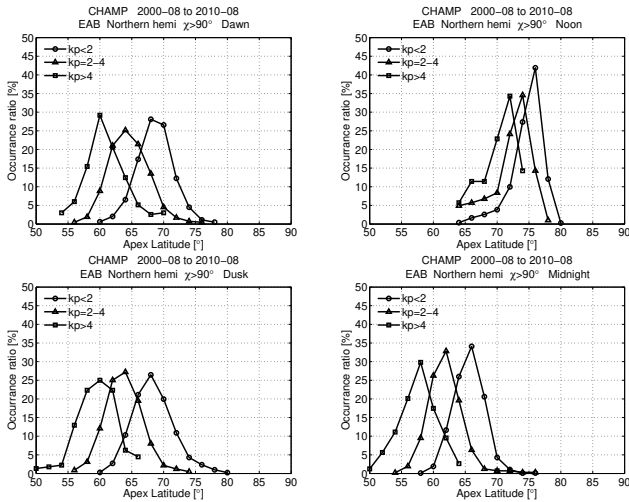 CHAMP 2000-08 to 2010-08
EAB Northern hemi χ>90° Dawn
50
45
40
35
30
25
20
15
10
5
0
Occurrance ratio [%]
kp<2
kp=2-4
kp>4
50 55 60 65 70 75 80 85 90
Apex Latitude [°]
CHAMP 2000-08 to 2010-08
EAB Northern hemi χ>90° Noon
50
45
40
35
30
25
20
15
10
5
0
Occurrance ratio [%]
kp<2
kp=2-4
kp>4
50 55 60 65 70 75 80 85 90
Apex Latitude [°]
CHAMP 2000-08 to 2010-08
EAB Northern hemi χ>90° Dusk
50
45
40
35
30
25
20
15
10
5
0
Occurrance ratio [%]
kp<2
kp=2-4
kp>4
50 55 60 65 70 75 80 85 90
Apex Latitude [°]
CHAMP 2000-08 to 2010-08
EAB Northern hemi χ>90° Midnight
50
45
40
35
30
25
20
15
10
5
0
Occurrance ratio [%]
kp<2
kp=2-4
kp>4
50 55 60 65 70 75 80 85 90
Apex Latitude [°]